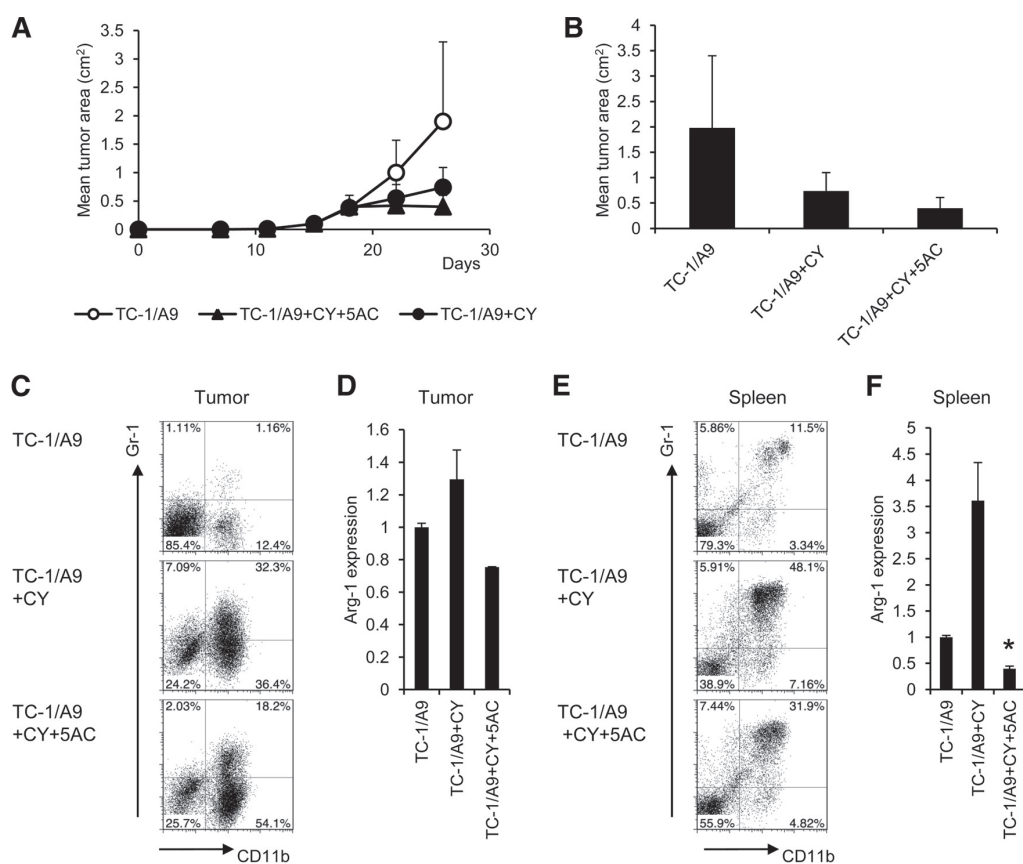 A
Mean tumor area (cm²)
3.5
3
2.5
2
1.5
1
0.5
0
0 10 20 30
Days
TC-1/A9 TC-1/A9+CY+5AC TC-1/A9+CY
B
Mean tumor area (cm²)
4
3.5
3
2.5
2
1.5
1
0.5
0
TC-1/A9
TC-1/A9+CY
TC-1/A9+CY+5AC
C
Tumor
Gr-1
TC-1/A9
1.11% 1.16%
85.4% 12.4%
TC-1/A9
+CY
7.09% 32.3%
24.2% 36.4%
TC-1/A9
+CY+5AC
2.03% 18.2%
25.7% 54.1%
CD11b
D
Tumor
Arg-1 expression
1.6
1.4
1.2
1
0.8
0.6
0.4
0.2
0
TC-1/A9
TC-1/A9+CY
TC-1/A9+CY+5AC
E
Spleen
Gr-1
TC-1/A9
5.86% 11.5%
79.3% 3.34%
TC-1/A9
+CY
5.91% 48.1%
38.9% 7.16%
TC-1/A9
+CY+5AC
7.44% 31.9%
55.9% 4.82%
CD11b
F
Spleen
Arg-1 expression
5
4.5
4
3.5
3
2.5
2
1.5
1
0.5
0
*
TC-1/A9
TC-1/A9+CY
TC-1/A9+CY+5AC